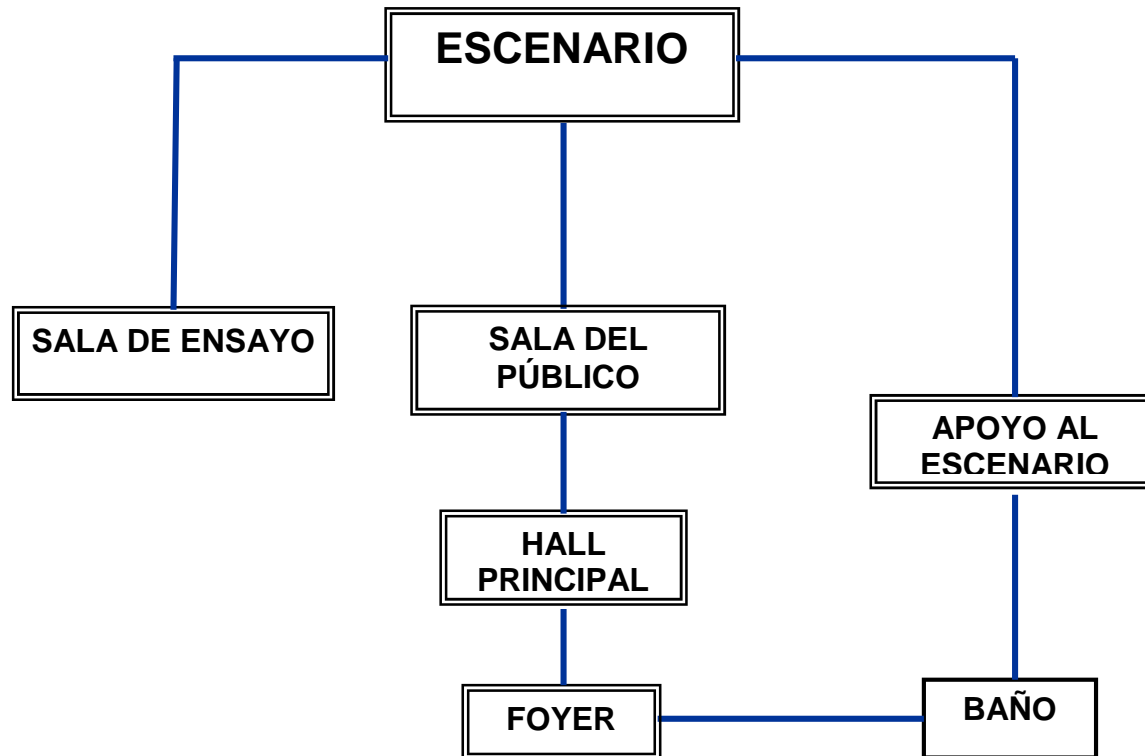 ESCENARIO
SALA DE ENSAYO
SALA DEL
PÚBLICO
APOYO AL
ESCENARIO
HALL
PRINCIPAL
FOYER
BAÑO